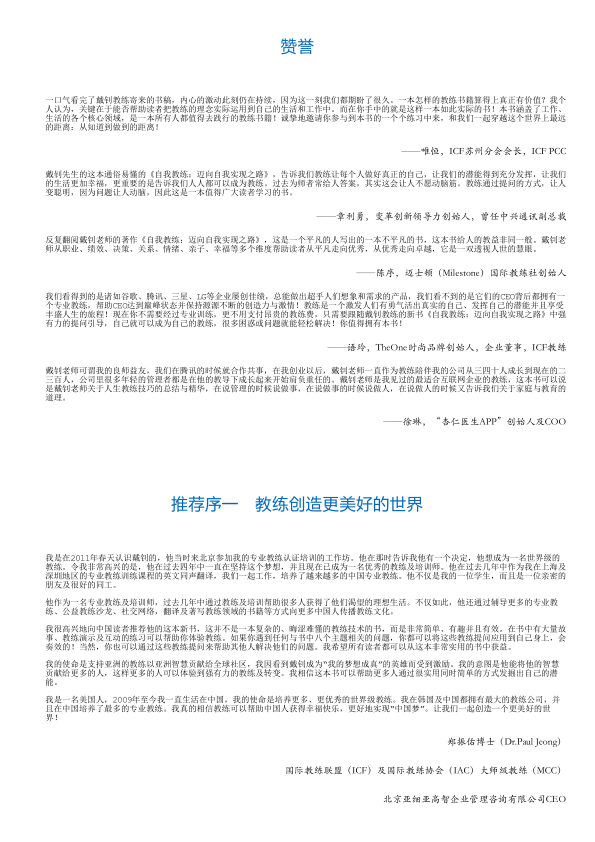 赞誉
一口气看完了戴钊教练寄来的书稿，内心的激动此刻仍在持续，因为这一刻我们都期盼了很久。一本怎样的教练书籍算得上真正有价值？我个
人认为，关键在于能否帮助读者把教练的理念实际运用到自己的生活和工作中。而在你手中的就是这样一本如此实际的书！本书涵盖了工作、
生活的各个核心领域，是一本所有人都值得去践行的教练书籍！诚挚地邀请你参与到本书的一个个练习中来，和我们一起穿越这个世界上最远
的距离：从知道到做到的距离！
——唯恒，ICF苏州分会会长，ICF PCC
戴钊先生的这本通俗易懂的《自我教练：迈向自我实现之路》，告诉我们教练让每个人做好真正的自己，让我们的潜能得到充分发挥，让我们
的生活更加幸福，更重要的是告诉我们人人都可以成为教练。过去为师者常给人答案，其实这会让人不愿动脑筋。教练通过提问的方式，让人
变聪明，因为问题让人动脑。因此这是一本值得广大读者学习的书。
——章利勇，变革创新领导力创始人，曾任中兴通讯副总裁
反复翻阅戴钊老师的著作《自我教练：迈向自我实现之路》，这是一个平凡的人写出的一本不平凡的书，这本书给人的教益非同一般。戴钊老
师从职业、绩效、决策、关系、情绪、亲子、幸福等多个维度帮助读者从平凡走向优秀，从优秀走向卓越，它是一双透视人世的慧眼。
——陈序，迈士顿（Milestone）国际教练社创始人
我们看得到的是诸如谷歌、腾讯、三星、LG等企业屡创佳绩，总能做出超乎人们想象和需求的产品，我们看不到的是它们的CEO背后都拥有一
个专业教练，帮助CEO达到巅峰状态并保持源源不断的创造力与激情！教练是一个激发人们有勇气活出真实的自己、发挥自己的潜能并且享受
丰盛人生的旅程！现在你不需要经过专业训练，更不用支付昂贵的教练费，只需要跟随戴钊教练的新书《自我教练：迈向自我实现之路》中强
有力的提问引导，自己就可以成为自己的教练，很多困惑或问题就能轻松解决！你值得拥有本书！
——语玲，TheOne时尚品牌创始人，企业董事，ICF教练
戴钊老师可谓我的良师益友，我们在腾讯的时候就合作共事，在我创业以后，戴钊老师一直作为教练陪伴我的公司从三四十人成长到现在的二
三百人，公司里很多年轻的管理者都是在他的教导下成长起来开始肩负重任的。戴钊老师是我见过的最适合互联网企业的教练，这本书可以说
是戴钊老师关于人生教练技巧的总结与精华，在说管理的时候说做事，在说做事的时候说做人，在说做人的时候又告诉我们关于家庭与教育的
道理。
——徐琳，“杏仁医生APP”创始人及COO
推荐序一　教练创造更美好的世界
我是在2011年春天认识戴钊的，他当时来北京参加我的专业教练认证培训的工作坊。他在那时告诉我他有一个决定，他想成为一名世界级的
教练。令我非常高兴的是，他在过去四年中一直在坚持这个梦想，并且现在已成为一名优秀的教练及培训师。他在过去几年中作为我在上海及
深圳地区的专业教练训练课程的英文同声翻译，我们一起工作，培养了越来越多的中国专业教练。他不仅是我的一位学生，而且是一位亲密的
朋友及很好的同工。
他作为一名专业教练及培训师，过去几年中通过教练及培训帮助很多人获得了他们渴望的理想生活。不仅如此，他还通过辅导更多的专业教
练、公益教练沙龙、社交网络，翻译及著写教练领域的书籍等方式向更多中国人传播教练文化。
我很高兴地向中国读者推荐他的这本新书，这并不是一本复杂的、晦涩难懂的教练技术的书，而是非常简单、有趣并且有效。在书中有大量故
事、教练演示及互动的练习可以帮助你体验教练。如果你遇到任何与书中八个主题相关的问题，你都可以将这些教练提问应用到自己身上，会
奏效的！当然，你也可以通过这些教练提问来帮助其他人解决他们的问题。我希望所有读者都可以从这本非常实用的书中获益。
我的使命是支持亚洲的教练以亚洲智慧贡献给全球社区，我因看到戴钊成为“我的梦想成真”的英雄而受到激励。我的意图是他能将他的智慧
贡献给更多的人，这样更多的人可以体验到强有力的教练及转变。我相信这本书可以帮助更多人通过很实用同时简单的方式发掘出自己的潜
能。
我是一名美国人，2009年至今我一直生活在中国。我的使命是培养更多、更优秀的世界级教练。我在韩国及中国都拥有最大的教练公司，并
且在中国培养了最多的专业教练。我真的相信教练可以帮助中国人获得幸福快乐，更好地实现“中国梦”。让我们一起创造一个更美好的世
界！
郑振佑博士（Dr.Paul Jeong）
国际教练联盟（ICF）及国际教练协会（IAC）大师级教练（MCC）
北京亚细亚高智企业管理咨询有限公司CEO